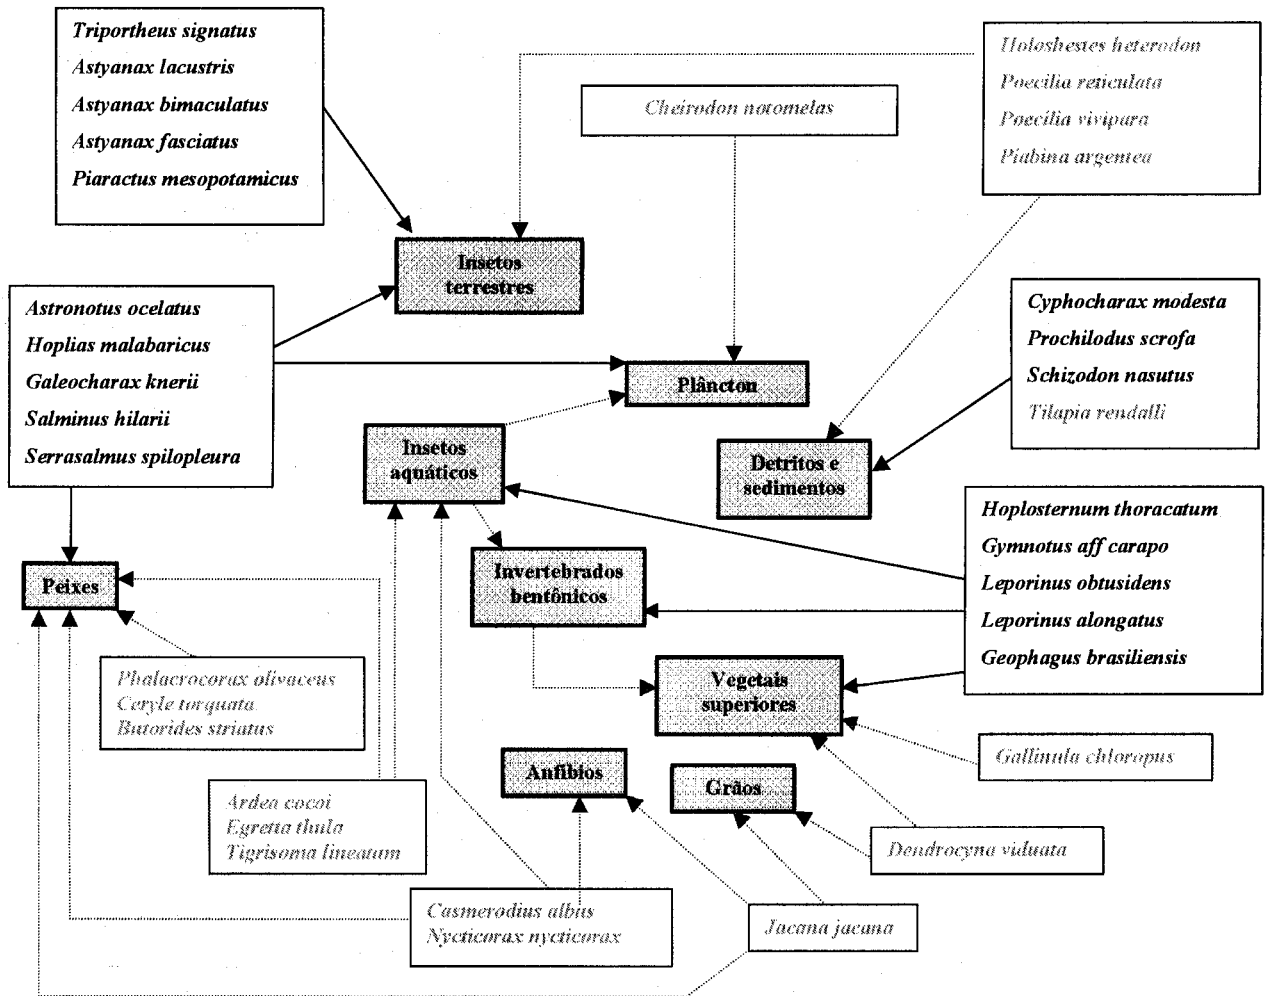 Triportheus signatus
Astyanax lacustris
Astyanax bimaculatus
Astyanax fasciatus
Piaractus mesopotamicus
Holoshestes heterodon
Poecilia reticulata
Poecilia vivipara
Piabina argentea
Cheirodon notomelas
Insetos
terrestres
Astronotus ocelatus
Hoplias malabaricus
Galeocharax knerii
Salminus hilarii
Serrasalmus spilopleura
Cyphocharax modesta
Prochilodus scrofa
Schizodon nasutus
Tilapia rendalli
Plâncton
Insetos
aquáticos
Detritos e
sedimentos
Hoplosternum thoracatum
Gymnotus aff carapo
Leporinus obtusidens
Leporinus alongatus
Geophagus brasiliensis
Peixes
Invertebrados
bentônicos
Phalacrocorax olivaceus
Ceryle torquata
Butorides striatus
Vegetais
superiores
Gallinula chloropus
Anfíbios
Grãos
Ardea cocoi
Egretta thula
Tigrisoma lineatum
Dendrocyna viduata
Casmerodius albus
Nycticorax nycticorax
Jacana jacana